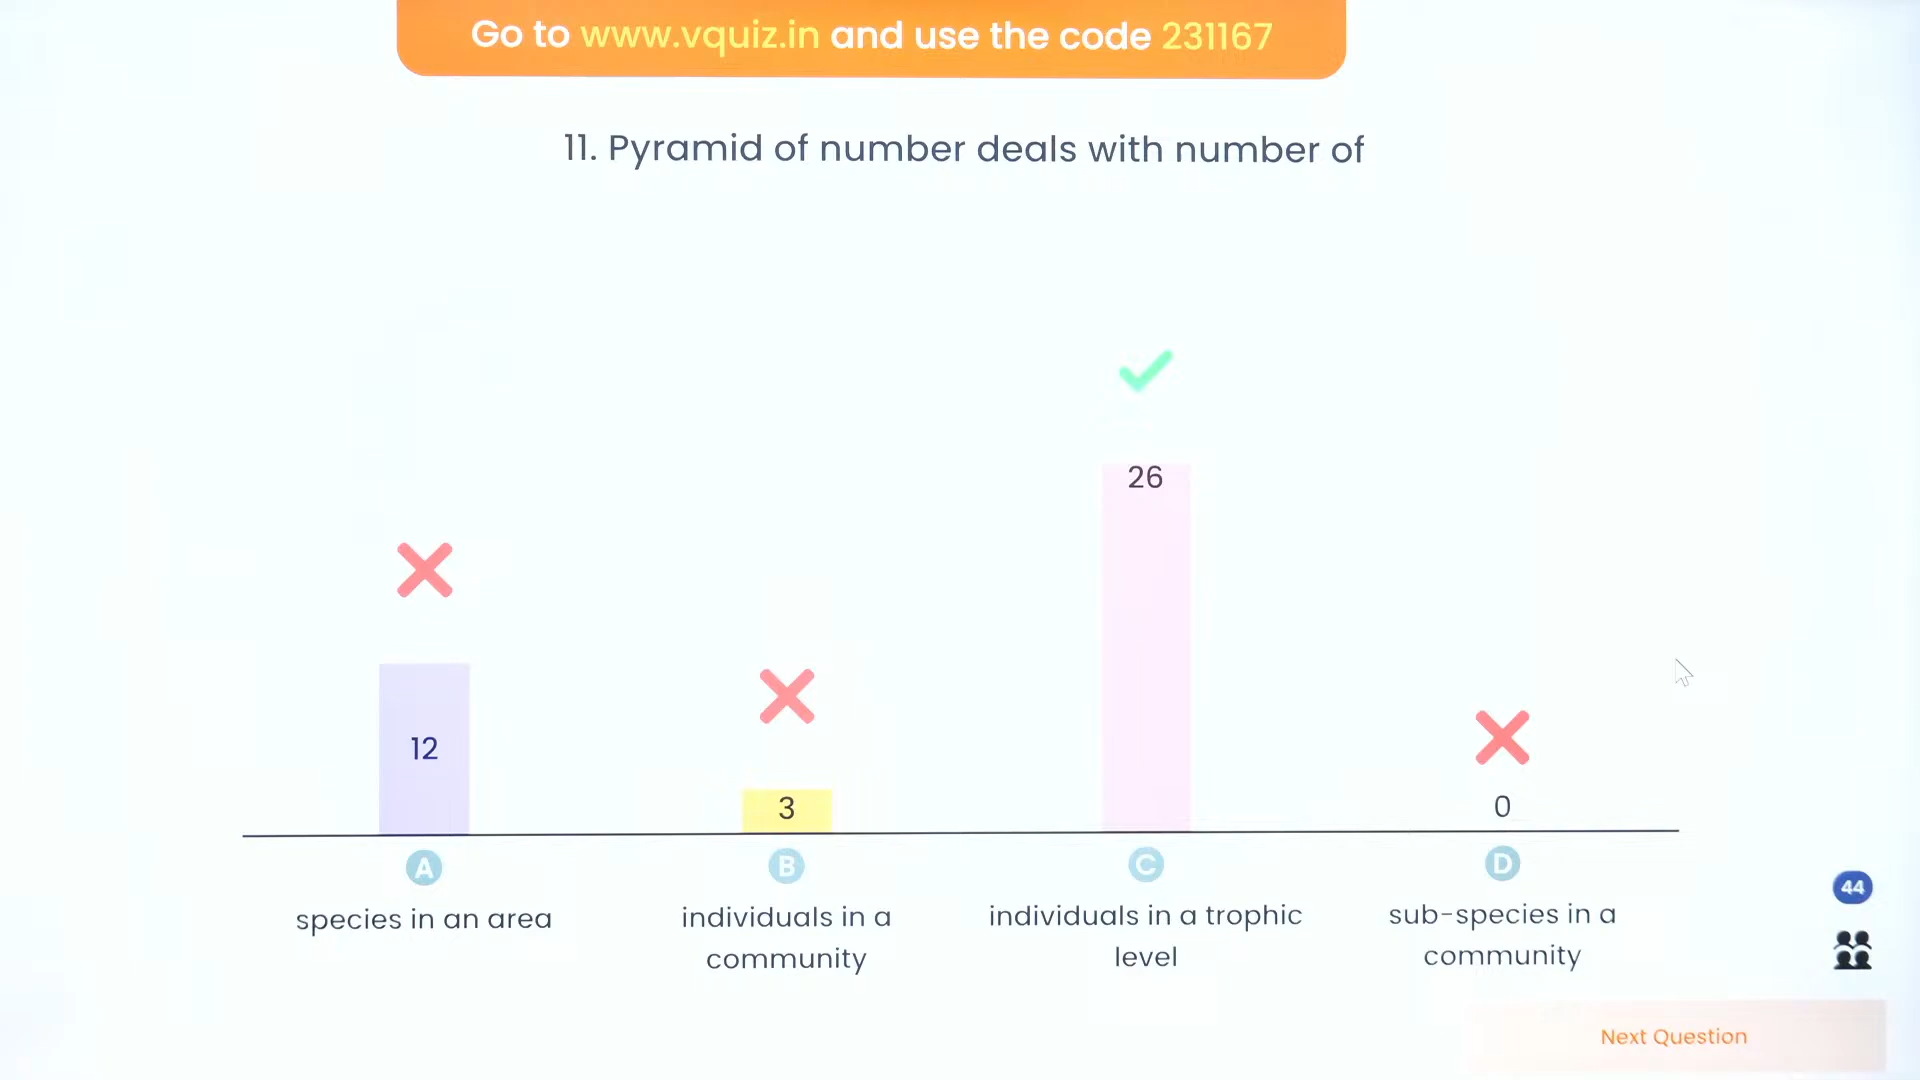 Go to www.vquiz.in and use the code 231167
11. Pyramid of number deals with number of
26
12
3
0
A
B
C
D
species in an area
individuals in a
community
individuals in a trophic
level
sub-species in a
community
44
Next Question